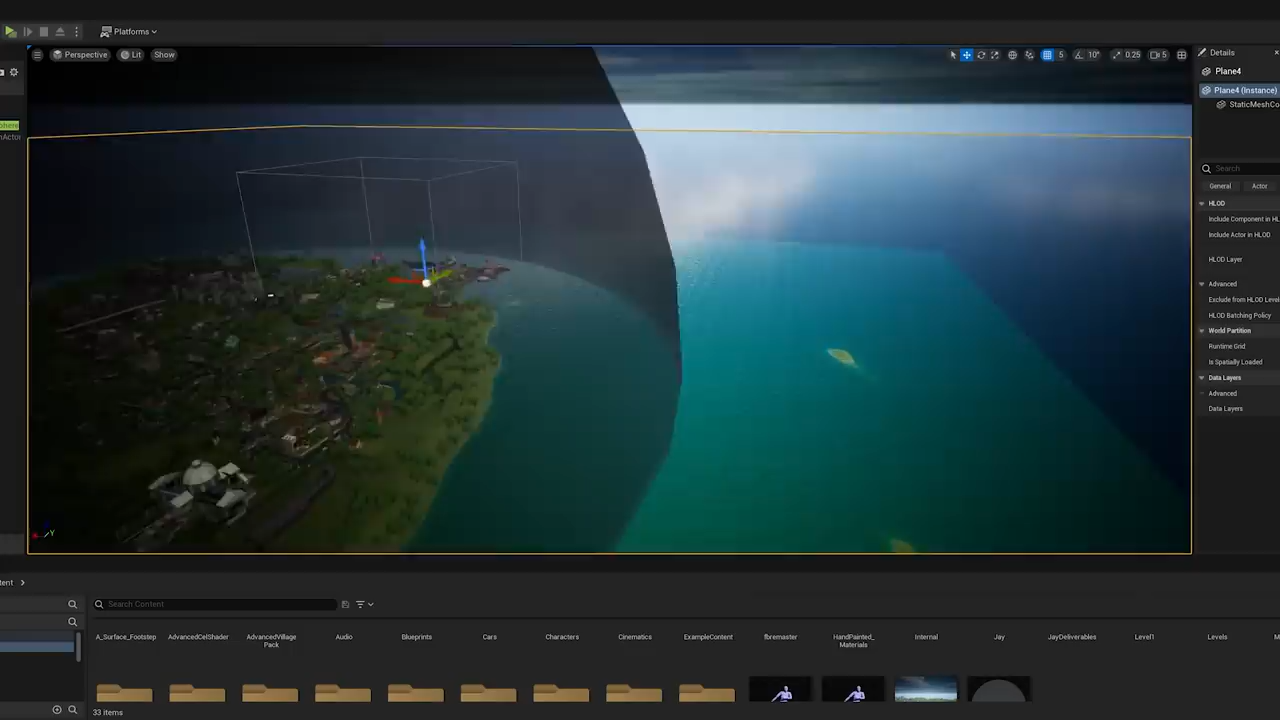 Platforms
Perspective
Lit
Show
5
10°
0.25
5
Details
Plane4
Plane4 (Instance)
StaticMeshCo
Search
General
Actor
HLOD
Include Component in HL
Include Actor in HLOD
HLOD Layer
Advanced
Exclude from HLOD Level
HLOD Batching Policy
World Partition
Runtime Grid
Is Spatially Loaded
Data Layers
Advanced
Data Layers
Y
Search Content
A_Surface_Footstep
AdvancedCelShader
AdvancedVillage
Pack
Audio
Blueprints
Cars
Characters
Cinematics
ExampleContent
fbremaster
HandPainted_
Materials
Internal
Jay
JayDeliverables
Level1
Levels
33 items